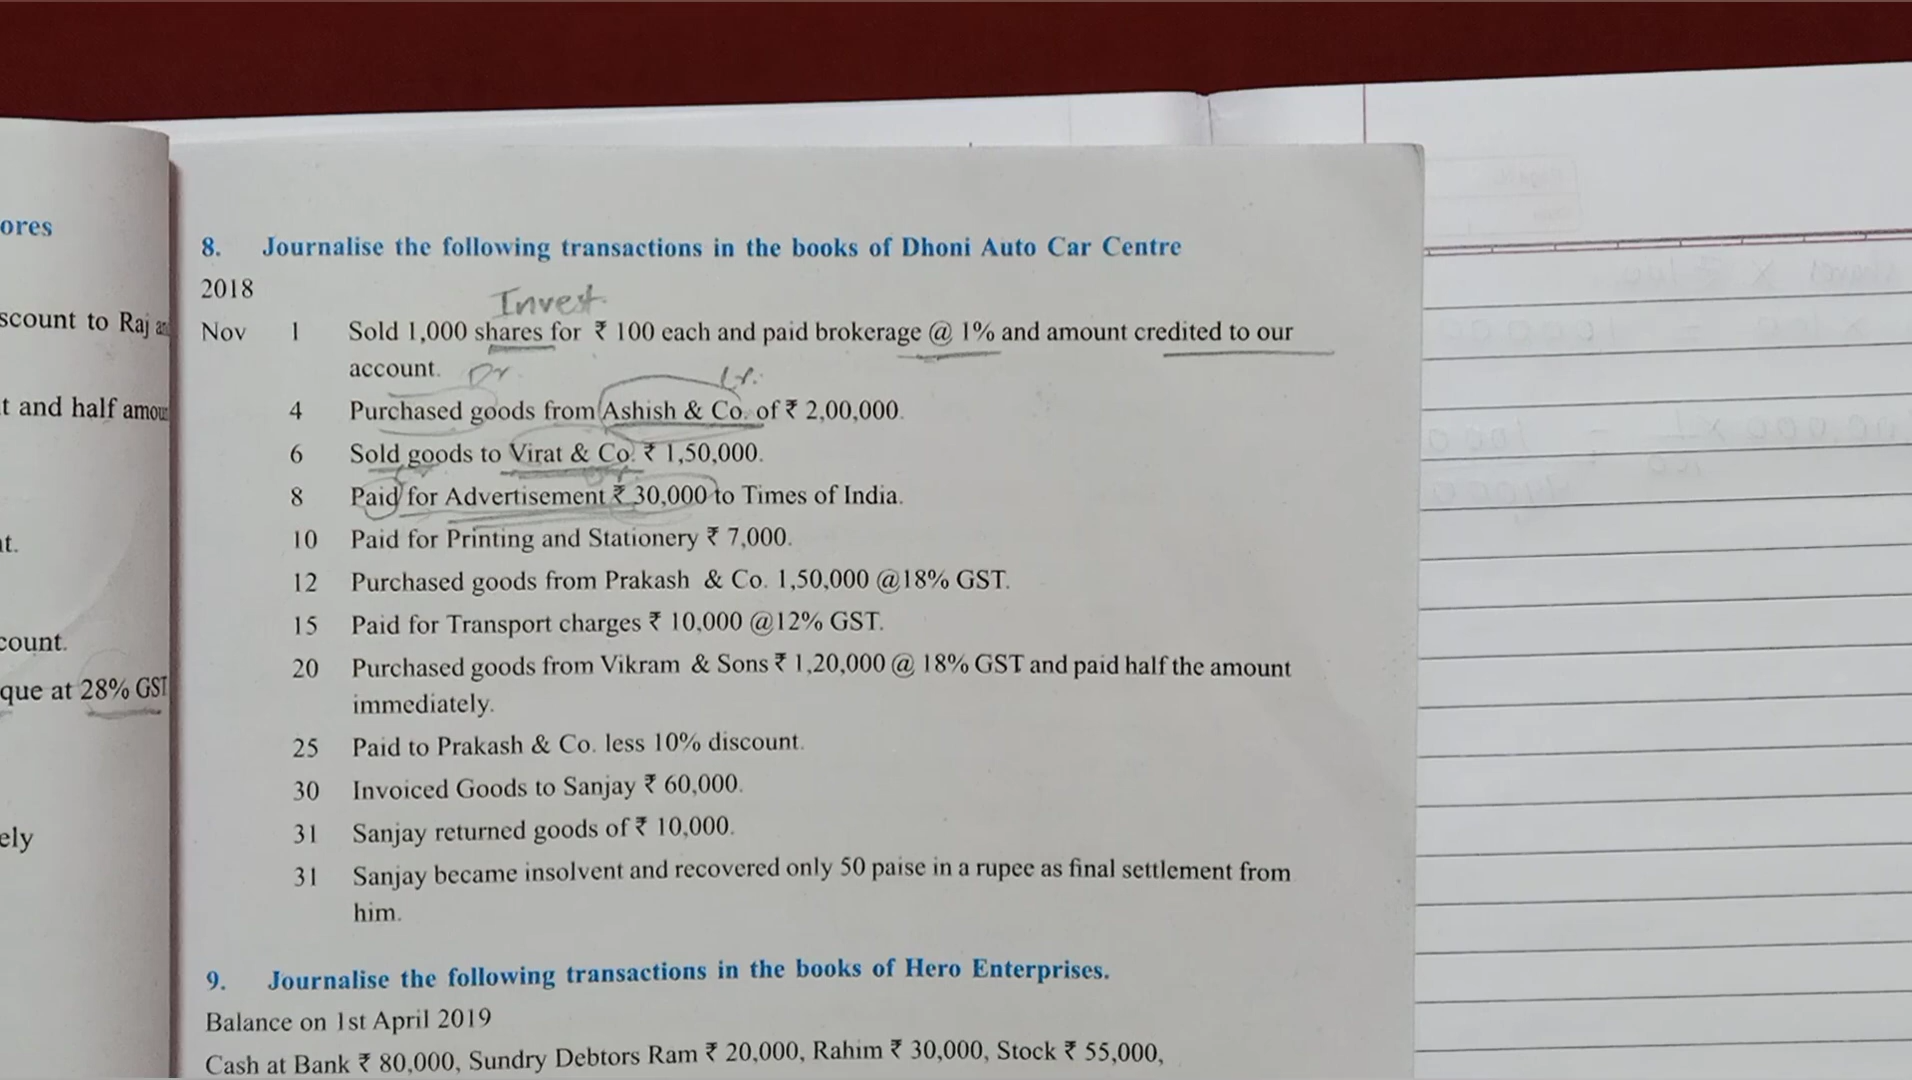 ores
scount to Raj
t and half amou
nt.
count.
que at 28% GST
ely
8. Journalise the following transactions in the books of Dhoni Auto Car Centre
2018
Invest.
Nov 1 Sold 1,000 shares for ₹ 100 each and paid brokerage @ 1% and amount credited to our
account. Dr. Cr.
4 Purchased goods from Ashish & Co. of ₹ 2,00,000.
6 Sold goods to Virat & Co. ₹ 1,50,000.
8 Paid for Advertisement ₹ 30,000 to Times of India.
10 Paid for Printing and Stationery ₹ 7,000.
12 Purchased goods from Prakash & Co. 1,50,000 @18% GST.
15 Paid for Transport charges ₹ 10,000 @12% GST.
20 Purchased goods from Vikram & Sons ₹ 1,20,000 @ 18% GST and paid half the amount
immediately.
25 Paid to Prakash & Co. less 10% discount.
30 Invoiced Goods to Sanjay ₹ 60,000.
31 Sanjay returned goods of ₹ 10,000.
31 Sanjay became insolvent and recovered only 50 paise in a rupee as final settlement from
him.
9. Journalise the following transactions in the books of Hero Enterprises.
Balance on 1st April 2019
Cash at Bank ₹ 80,000, Sundry Debtors Ram ₹ 20,000, Rahim ₹ 30,000, Stock ₹ 55,000,